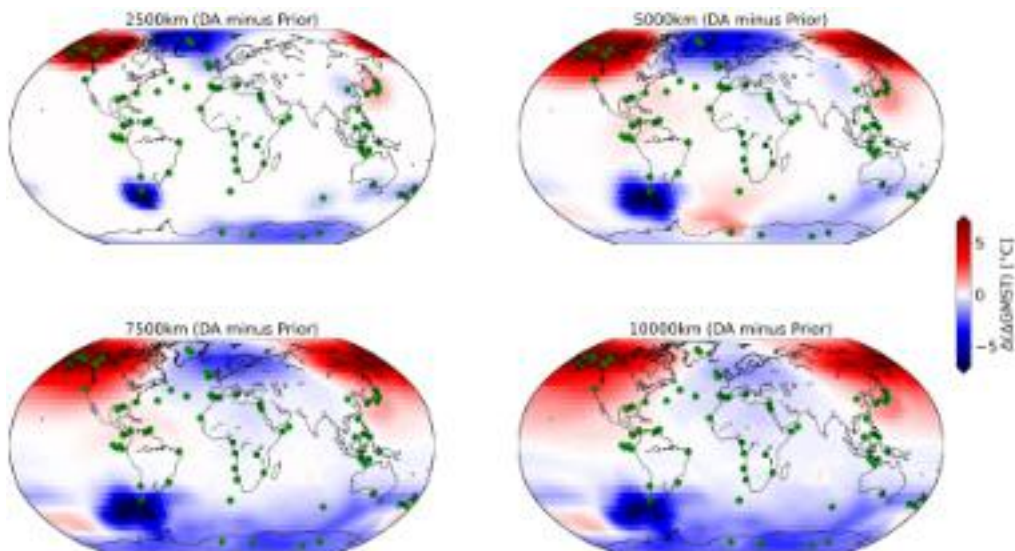 2500km (DA minus Prior)
5000km (DA minus Prior)
7500km (DA minus Prior)
10000km (DA minus Prior)
5
0
−5
Δ(ΔGMST) [°C]